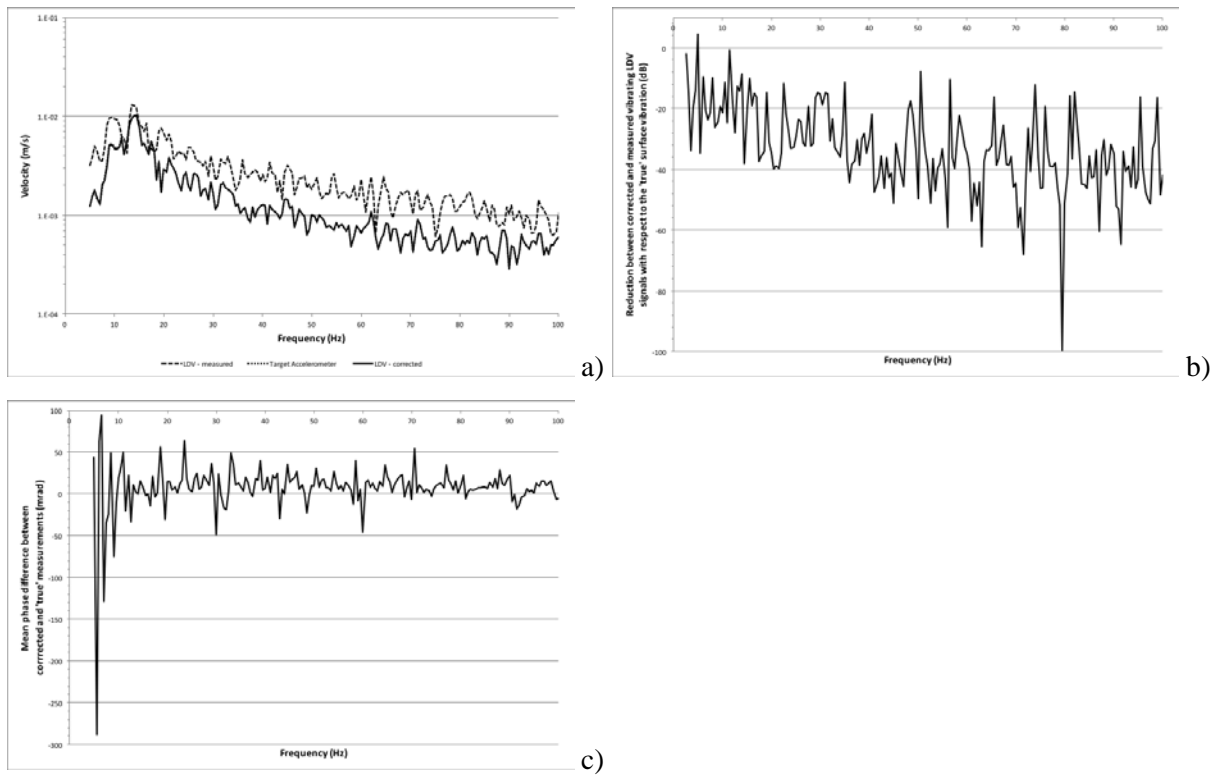 1.E-01
1.E-02
1.E-03
1.E-04
Velocity (m/s)
0 10 20 30 40 50 60 70 80 90 100
Frequency (Hz)
LDV - measured Target Accelerometer LDV - corrected
a)
0 10 20 30 40 50 60 70 80 90 100
0
-20
-40
-60
-80
-100
Reduction between corrected and measured vibrating LDV
signals with respect to the 'true' surface vibration (dB)
Frequency (Hz)
b)
100
50
0
-50
-100
-150
-200
-250
-300
0 10 20 30 40 50 60 70 80 90 100
Mean phase difference between
corrrected and 'true' measurements (mrad)
Frequency (Hz)
c)